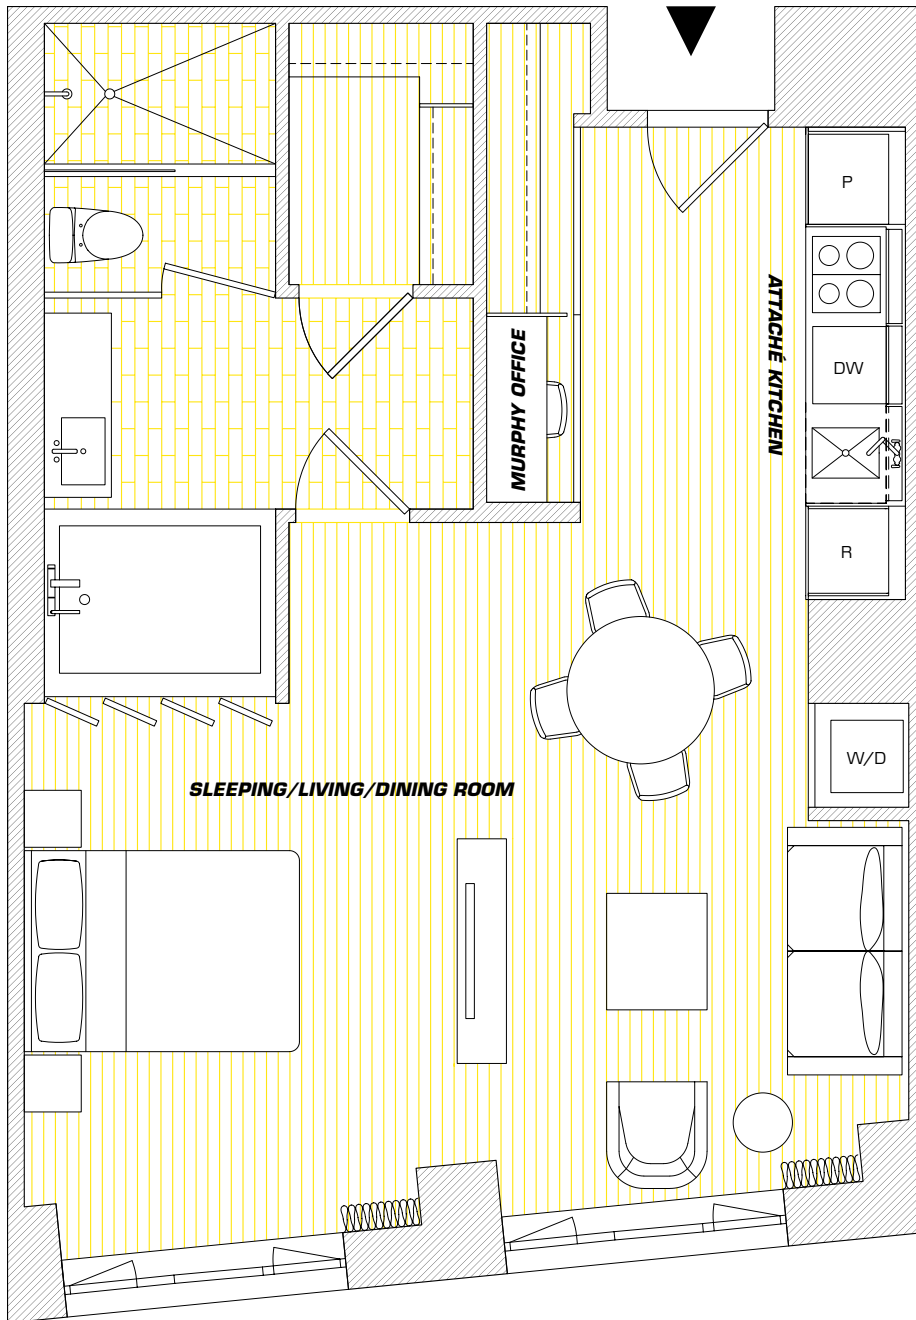 P
ATTACHÉ KITCHEN
MURPHY OFFICE
DW
R
W/D
SLEEPING/LIVING/DINING ROOM